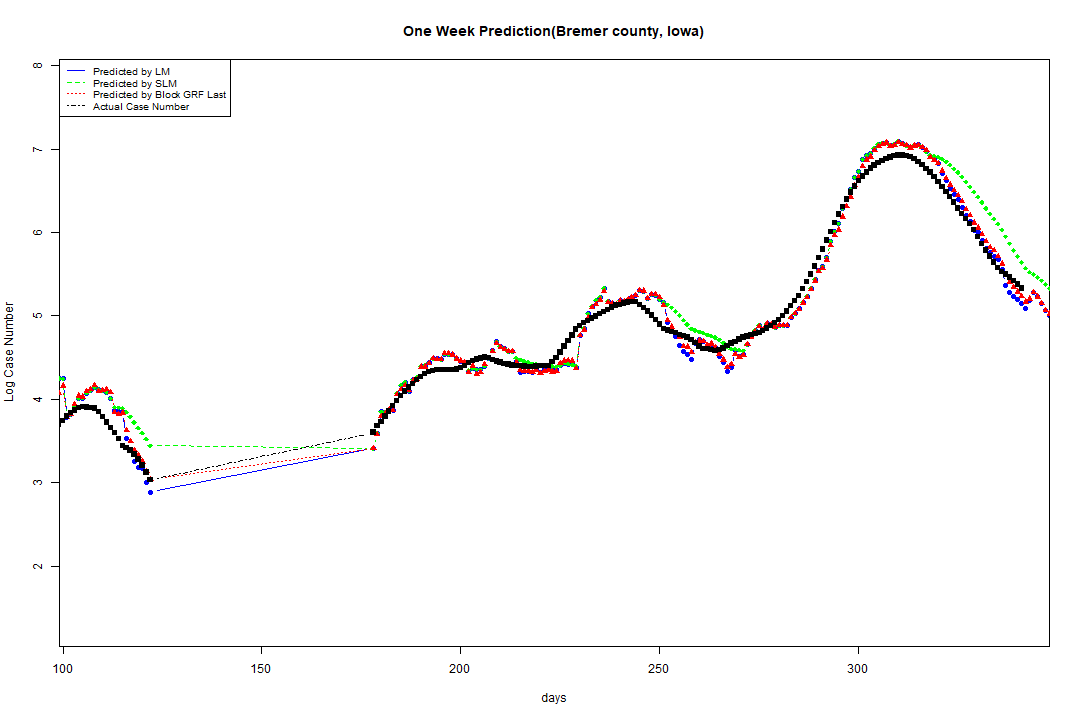 One Week Prediction(Bremer county, Iowa)
Predicted by LM
Predicted by SLM
Predicted by Block GRF Last
Actual Case Number
8
7
6
5
4
3
2
Log Case Number
100 150 200 250 300
days